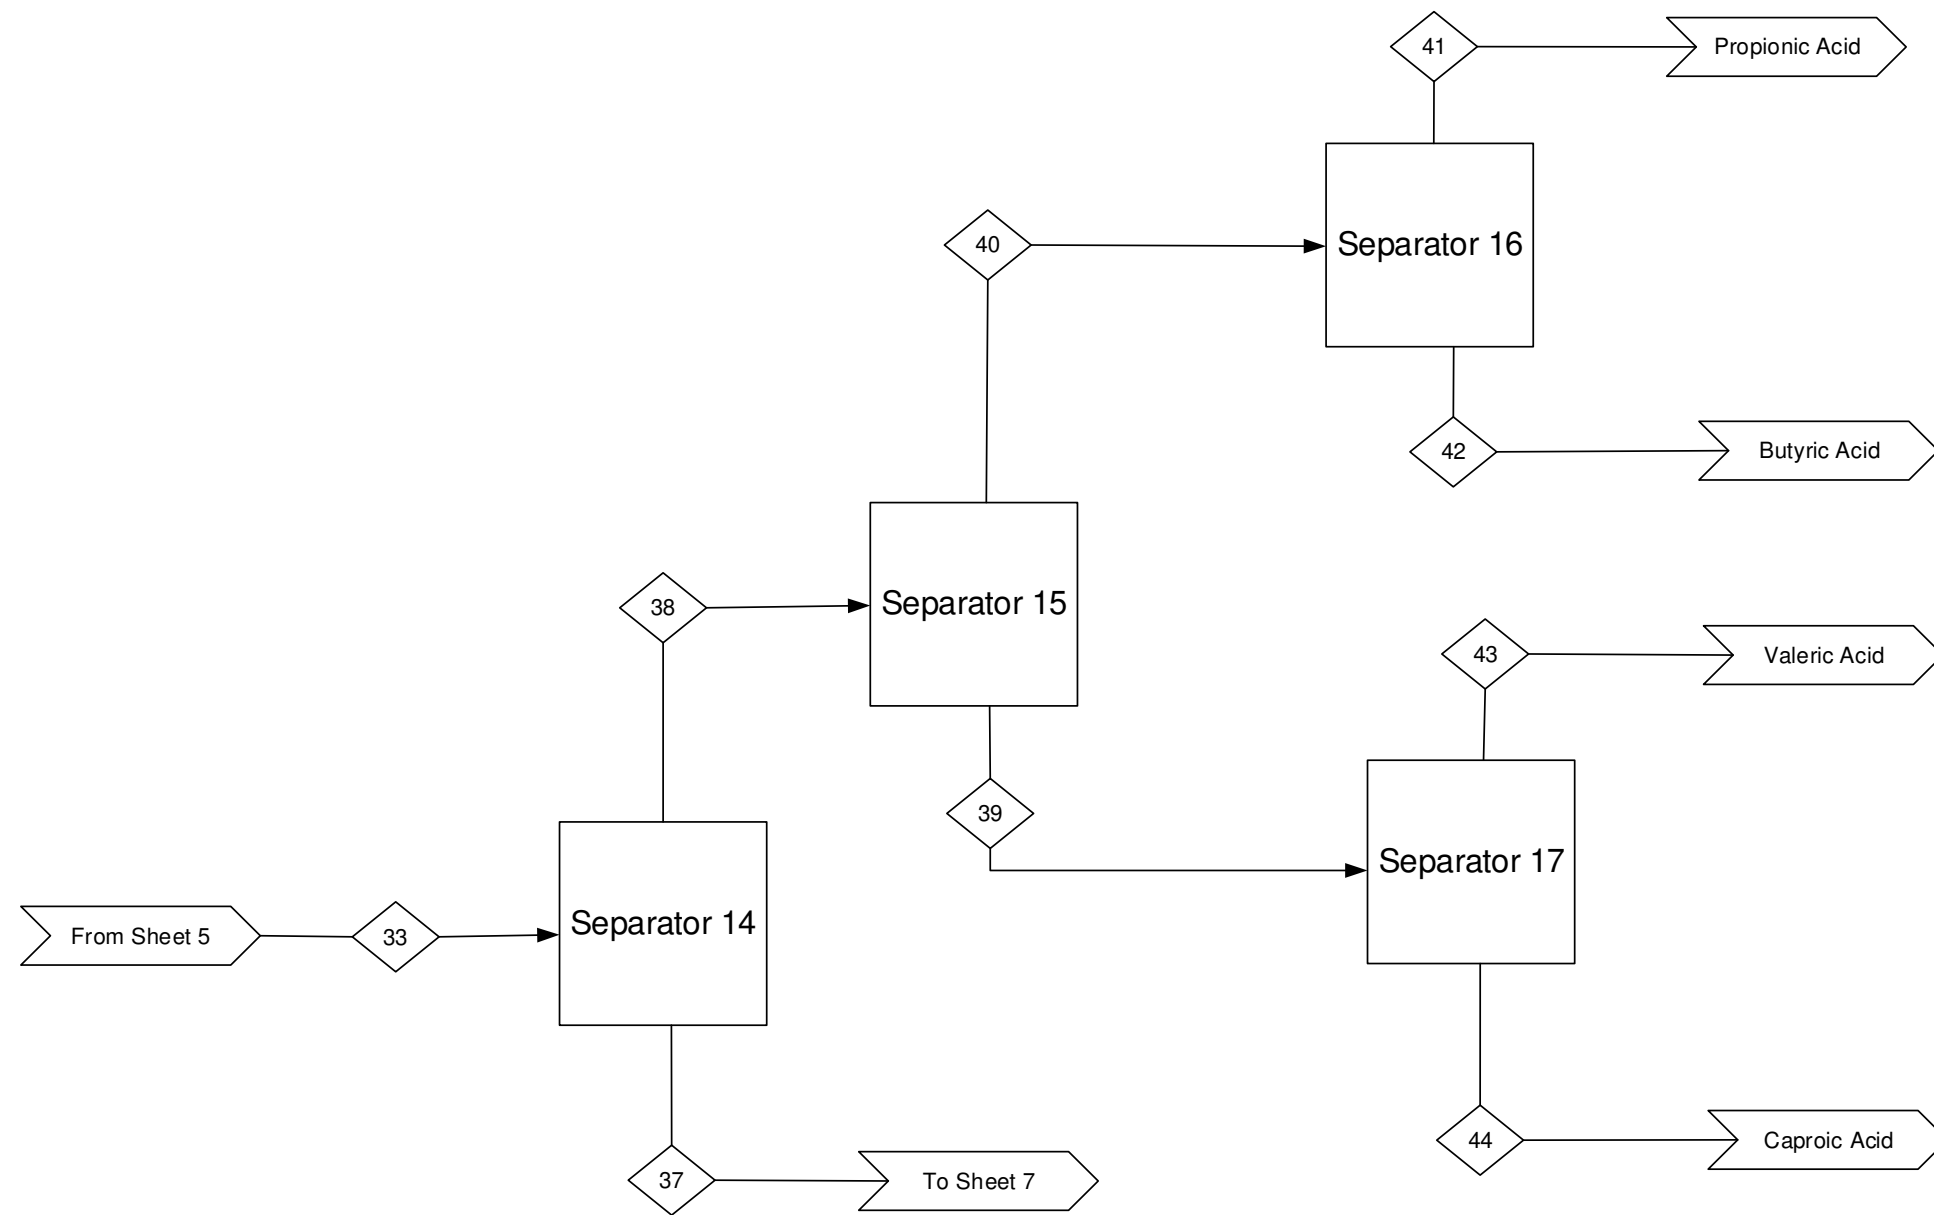 41
Propionic Acid
40
Separator 16
42
Butyric Acid
38
Separator 15
43
Valeric Acid
39
Separator 17
From Sheet 5
33
Separator 14
44
Caproic Acid
37
To Sheet 7